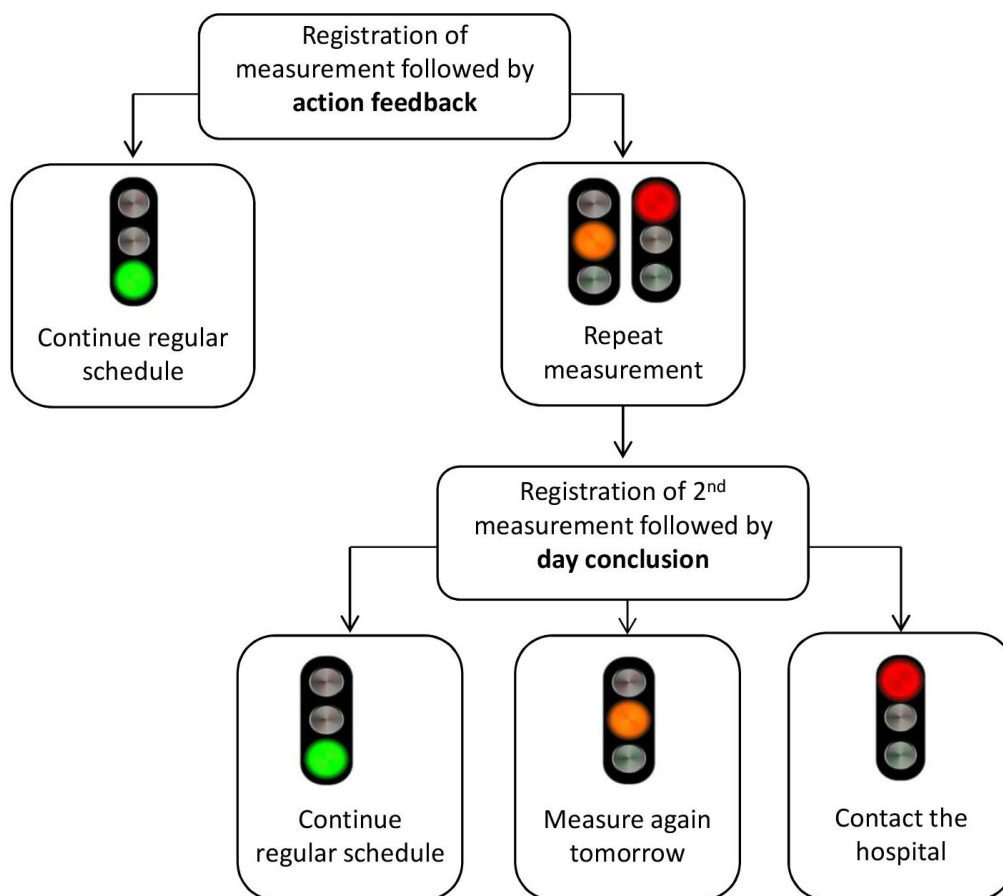 Registration of
measurement followed by
action feedback
Continue regular
schedule
Repeat
measurement
Registration of 2nd
measurement followed by
day conclusion
Continue
regular schedule
Measure again
tomorrow
Contact the
hospital